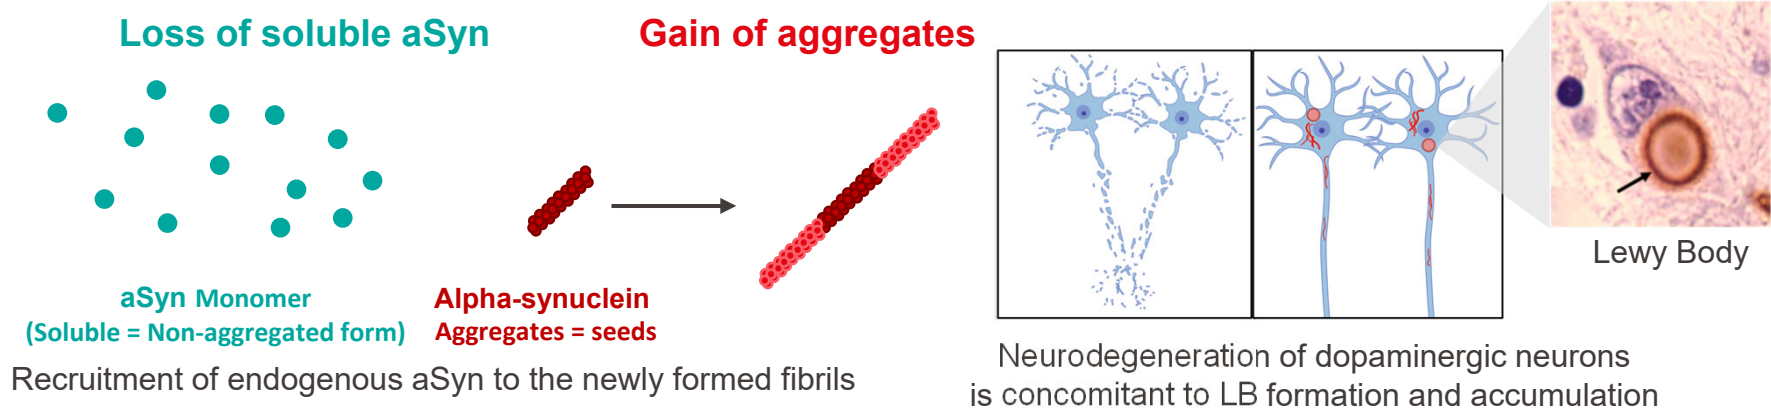 Loss of soluble aSyn
Gain of aggregates
aSyn Monomer
(Soluble = Non-aggregated form)
Alpha-synuclein
Aggregates = seeds
Recruitment of endogenous aSyn to the newly formed fibrils
Lewy Body
Neurodegeneration of dopaminergic neurons
is concomitant to LB formation and accumulation